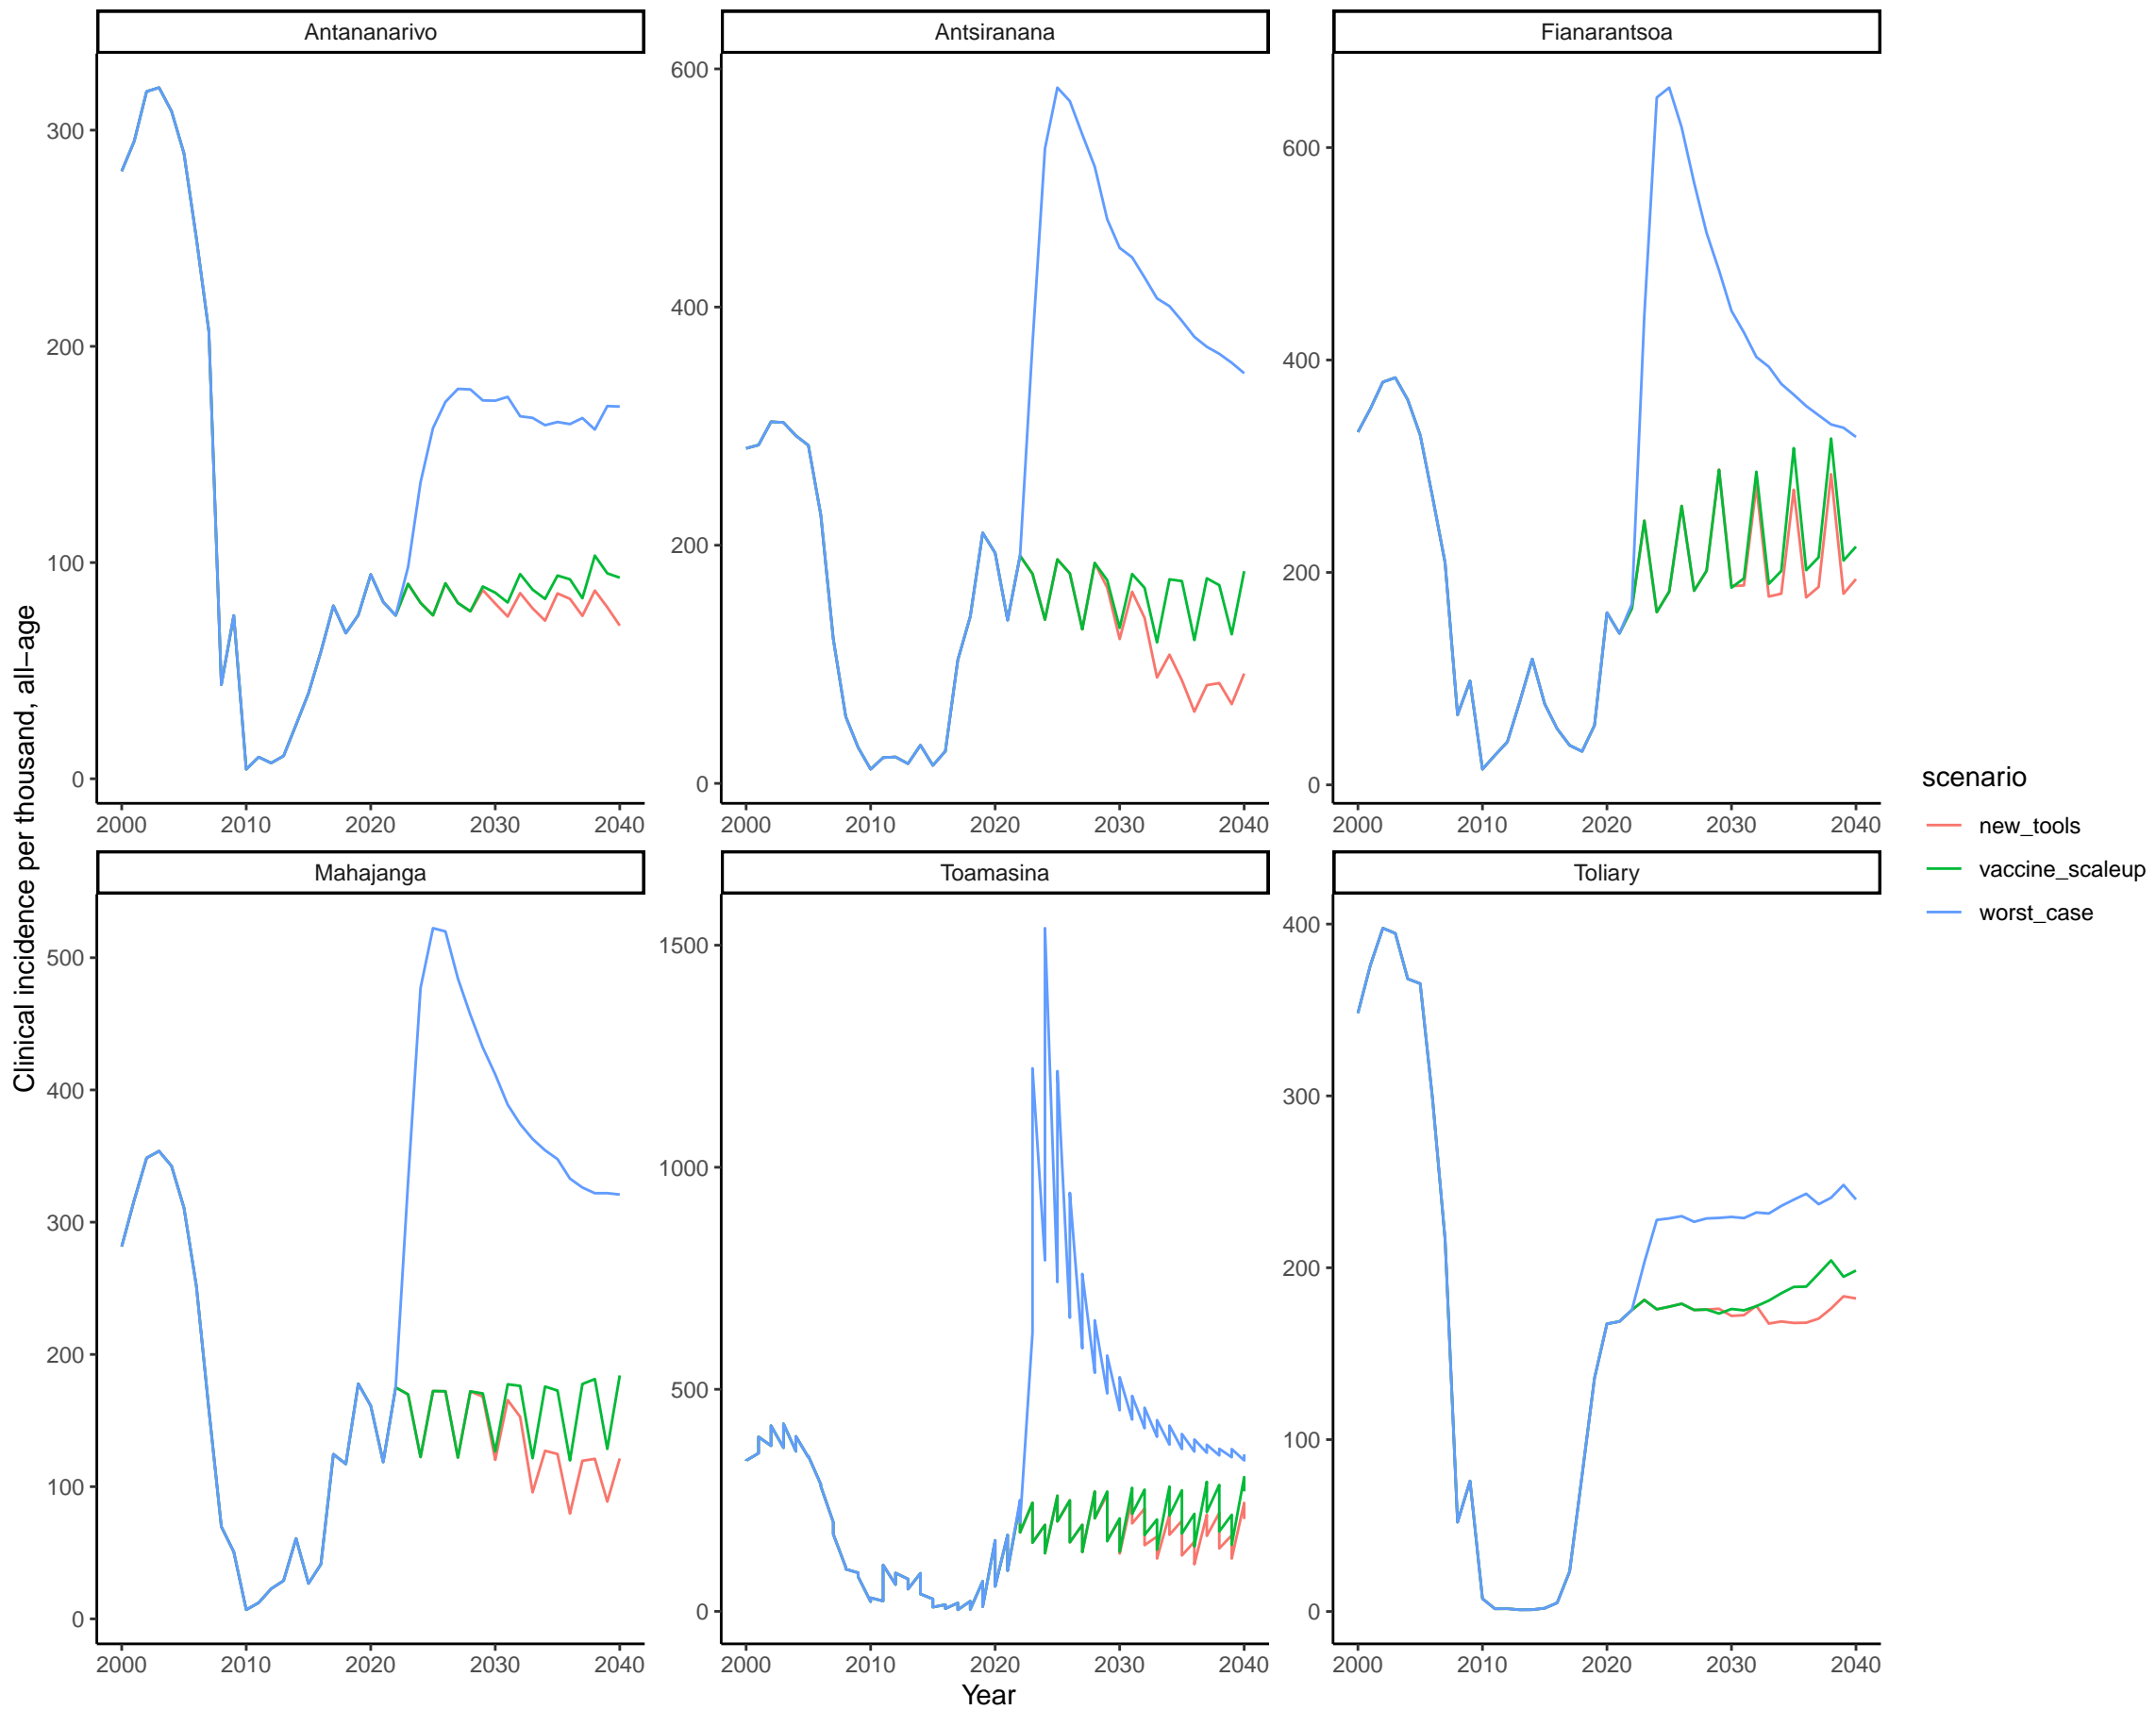 Antananarivo
Antsiranana
Fianarantsoa
300
200
100
0
600
400
200
0
600
400
200
0
2000 2010 2020 2030 2040
2000 2010 2020 2030 2040
2000 2010 2020 2030 2040
Clinical incidence per thousand, all−age
Mahajanga
Toamasina
Toliary
500
400
300
200
100
0
1500
1000
500
0
400
300
200
100
0
2000 2010 2020 2030 2040
2000 2010 2020 2030 2040
2000 2010 2020 2030 2040
Year
scenario
new_tools
vaccine_scaleup
worst_case